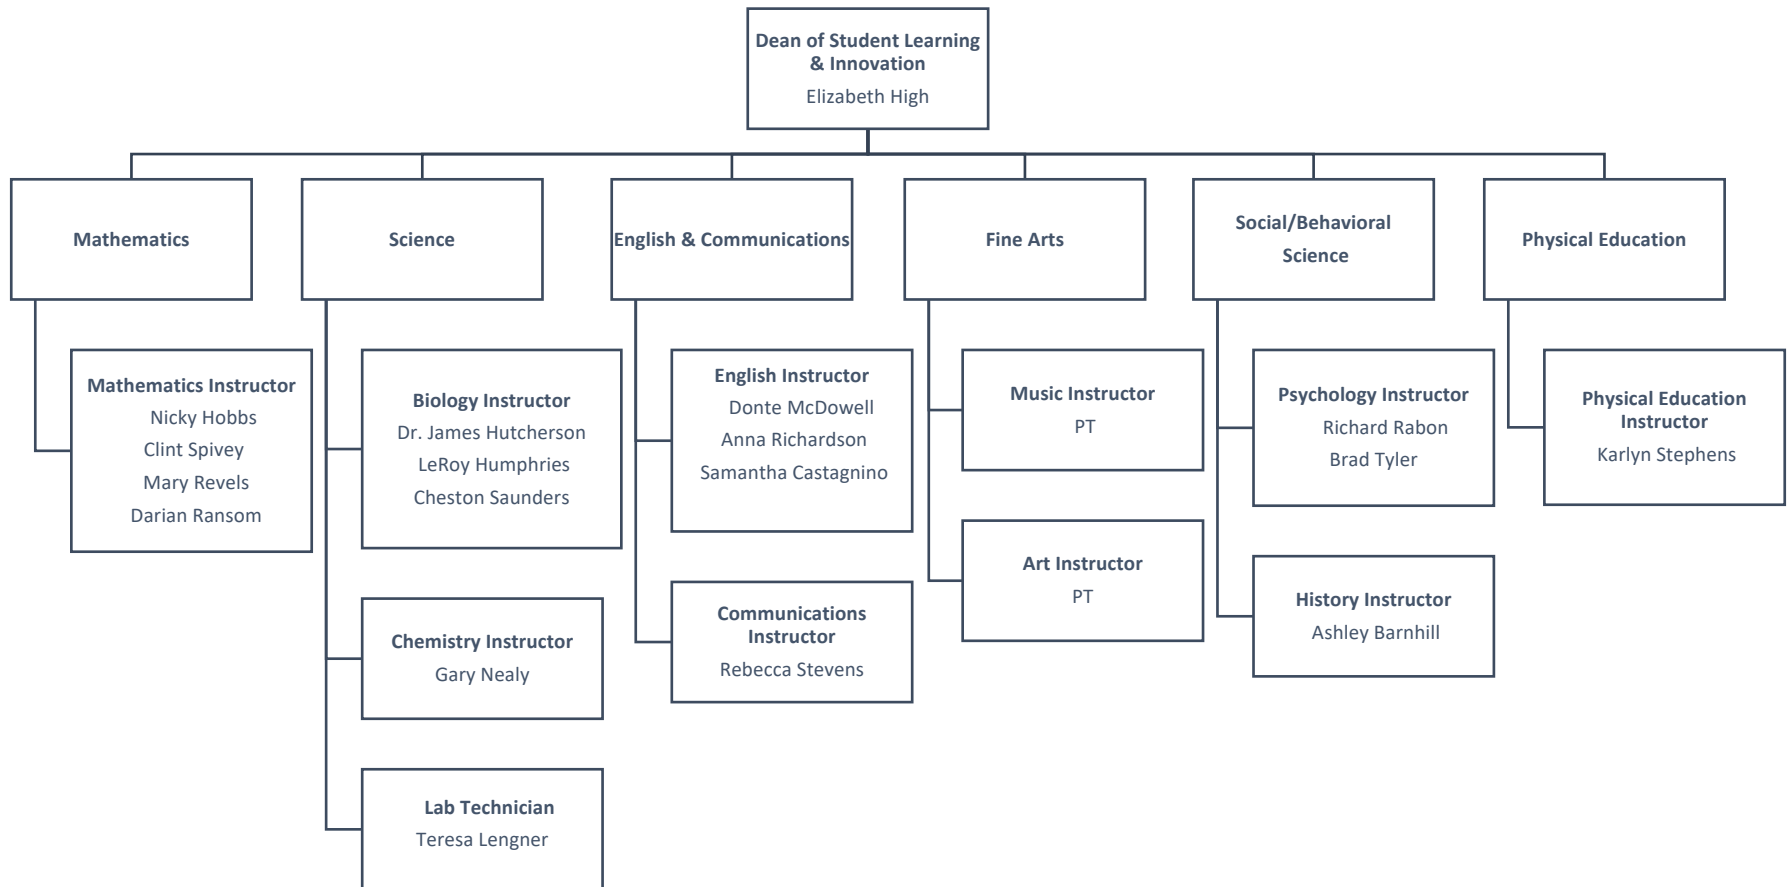 Dean of Student Learning
& Innovation
Elizabeth High
Mathematics
Science
English & Communications
Fine Arts
Social/Behavioral
Science
Physical Education
Mathematics Instructor
Nicky Hobbs
Clint Spivey
Mary Revels
Darian Ransom
Biology Instructor
Dr. James Hutcherson
LeRoy Humphries
Cheston Saunders
Chemistry Instructor
Gary Nealy
Lab Technician
Teresa Lengner
English Instructor
Donte McDowell
Anna Richardson
Samantha Castagnino
Communications
Instructor
Rebecca Stevens
Music Instructor
PT
Art Instructor
PT
Psychology Instructor
Richard Rabon
Brad Tyler
History Instructor
Ashley Barnhill
Physical Education
Instructor
Karlyn Stephens